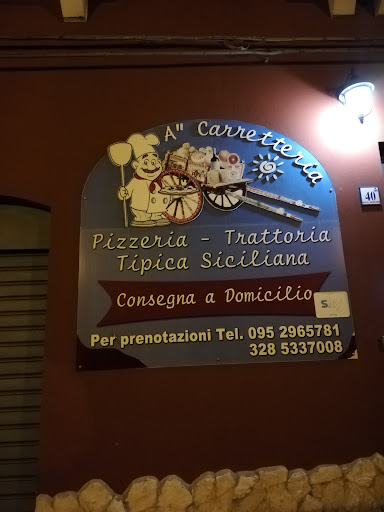 A" Carretteria
Pizzeria - Trattoria
Tipica Siciliana
Consegna a Domicilio
Per prenotazioni Tel. 095 2965781
328 5337008
40